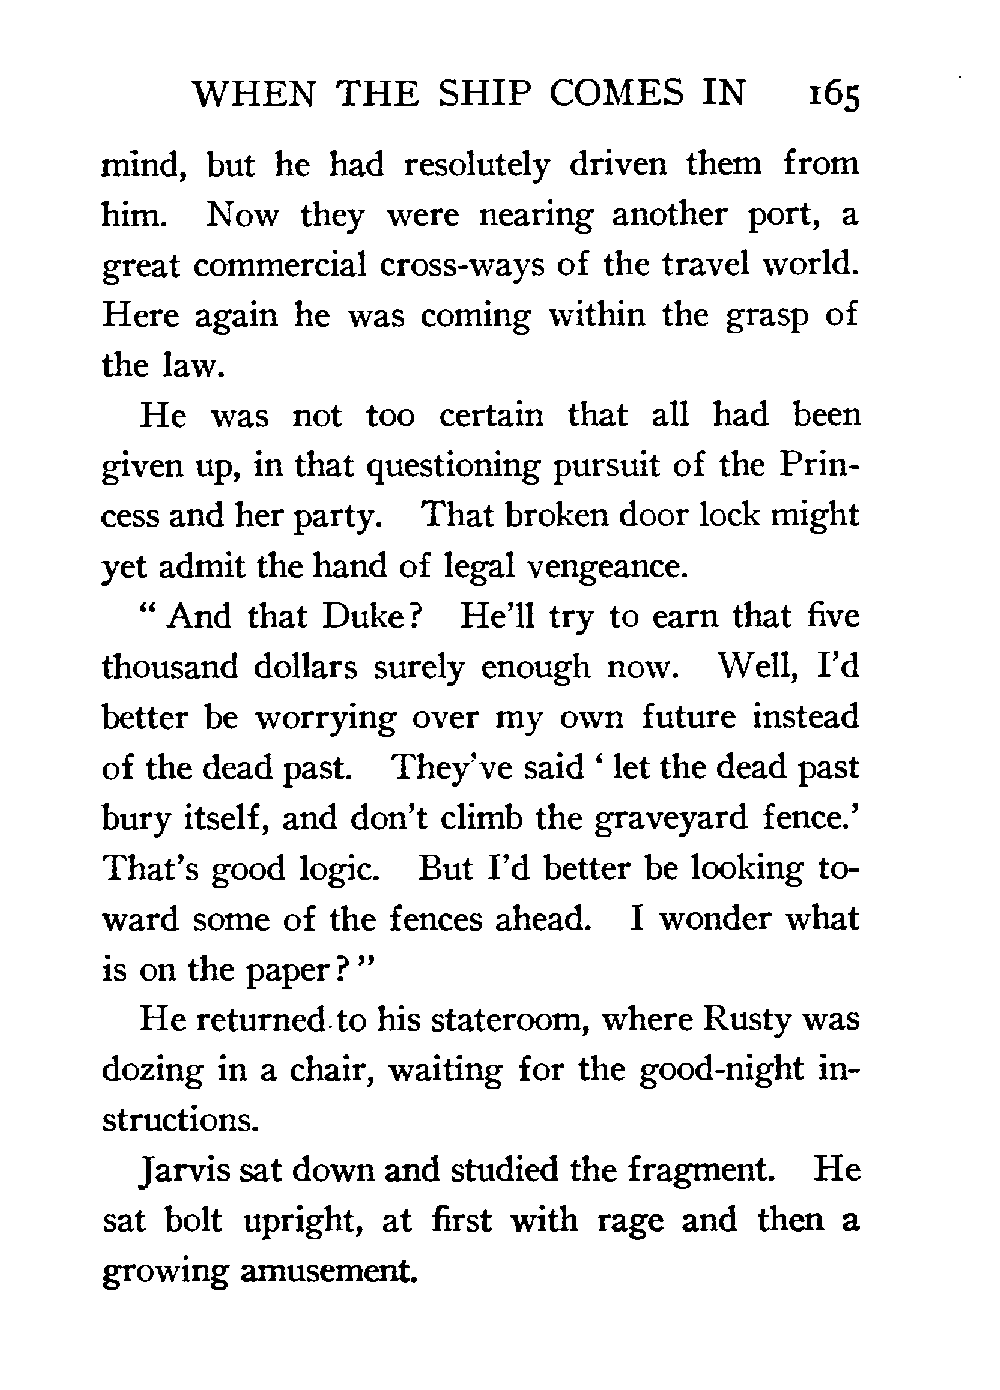 WHEN THE SHIP COMES IN 165
mind, but he had resolutely driven them from
him. Now they were nearing another port, a
great commercial cross-ways of the travel world.
Here again he was coming within the grasp of
the law.
He was not too certain that all had been
given up, in that questioning pursuit of the Prin-
cess and her party. That broken door lock might
yet admit the hand of legal vengeance.
“ And that Duke? He’ll try to earn that five
thousand dollars surely enough now. Well, I’d
better be worrying over my own future instead
of the dead past. They’ve said ‘ let the dead past
bury itself, and don’t climb the graveyard fence.’
That’s good logic. But I’d better be looking to-
ward some of the fences ahead. I wonder what
is on the paper? ”
He returned to his stateroom, where Rusty was
dozing in a chair, waiting for the good-night in-
structions.
Jarvis sat down and studied the fragment. He
sat bolt upright, at first with rage and then a
growing amusement.